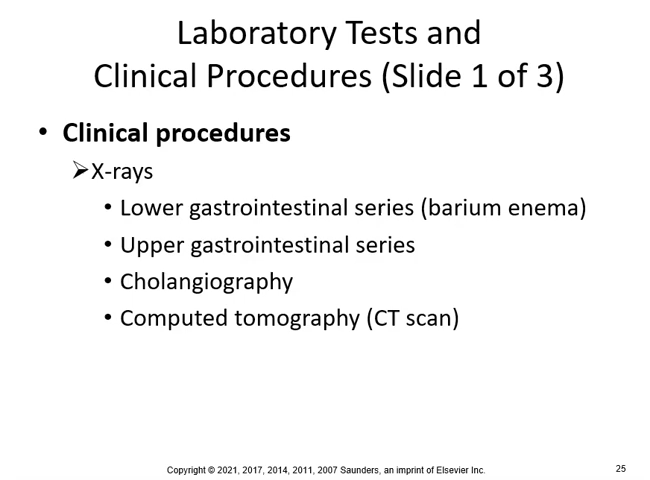 Laboratory Tests and
Clinical Procedures (Slide 1 of 3)
• Clinical procedures
➢X-rays
• Lower gastrointestinal series (barium enema)
• Upper gastrointestinal series
• Cholangiography
• Computed tomography (CT scan)
Copyright © 2021, 2017, 2014, 2011, 2007 Saunders, an imprint of Elsevier Inc.
25